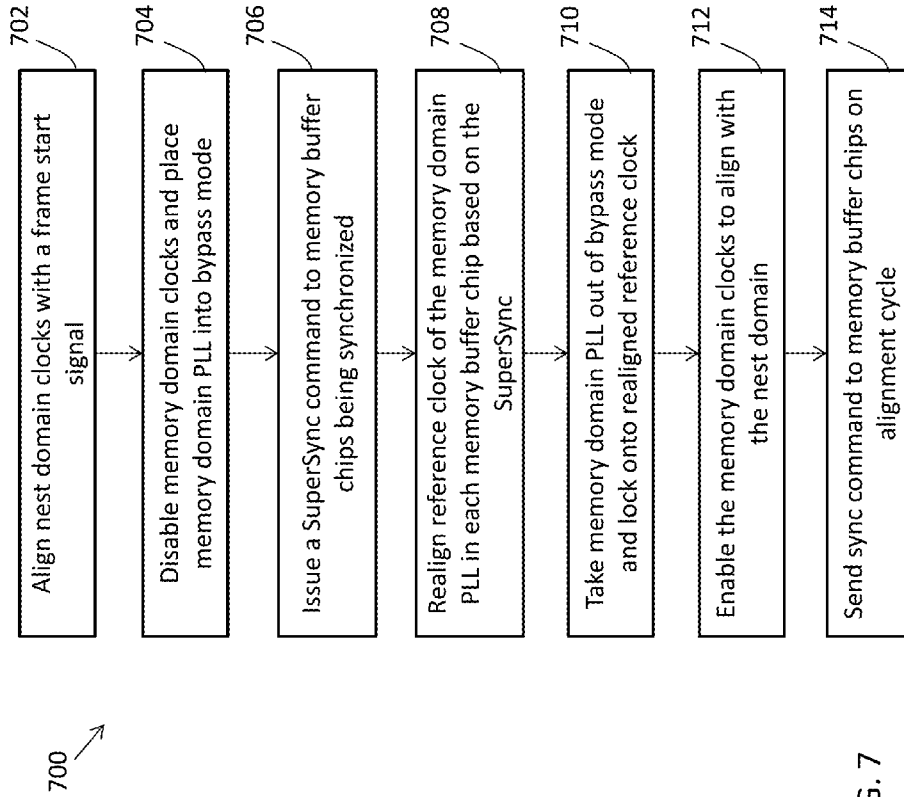 700
702
Align nest domain clocks with a frame start
signal
704
Disable memory domain clocks and place
memory domain PLL into bypass mode
706
Issue a SuperSync command to memory buffer
chips being synchronized
708
Realign reference clock of the memory domain
PLL in each memory buffer chip based on the
SuperSync
710
Take memory domain PLL out of bypass mode
and lock onto realigned reference clock
712
Enable the memory domain clocks to align with
the nest domain
714
Send sync command to memory buffer chips on
alignment cycle
G. 7